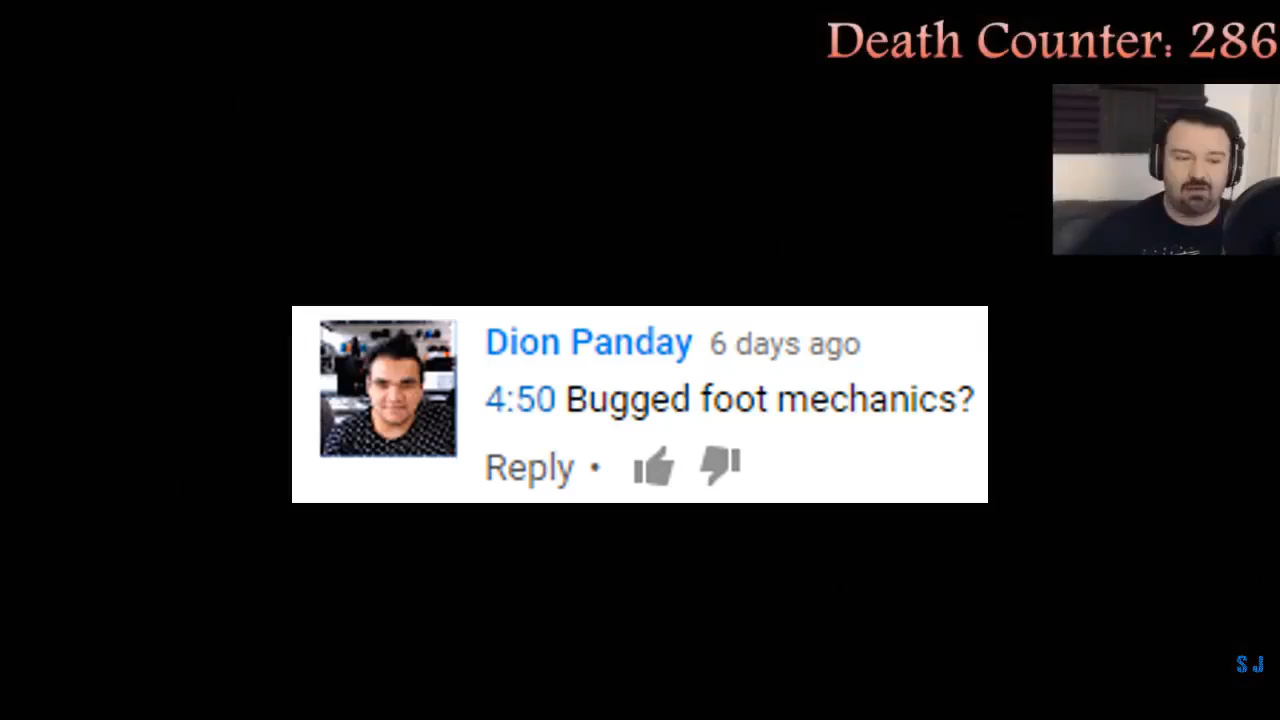 Death Counter: 286
Dion Panday 6 days ago
4:50 Bugged foot mechanics?
Reply •
S J